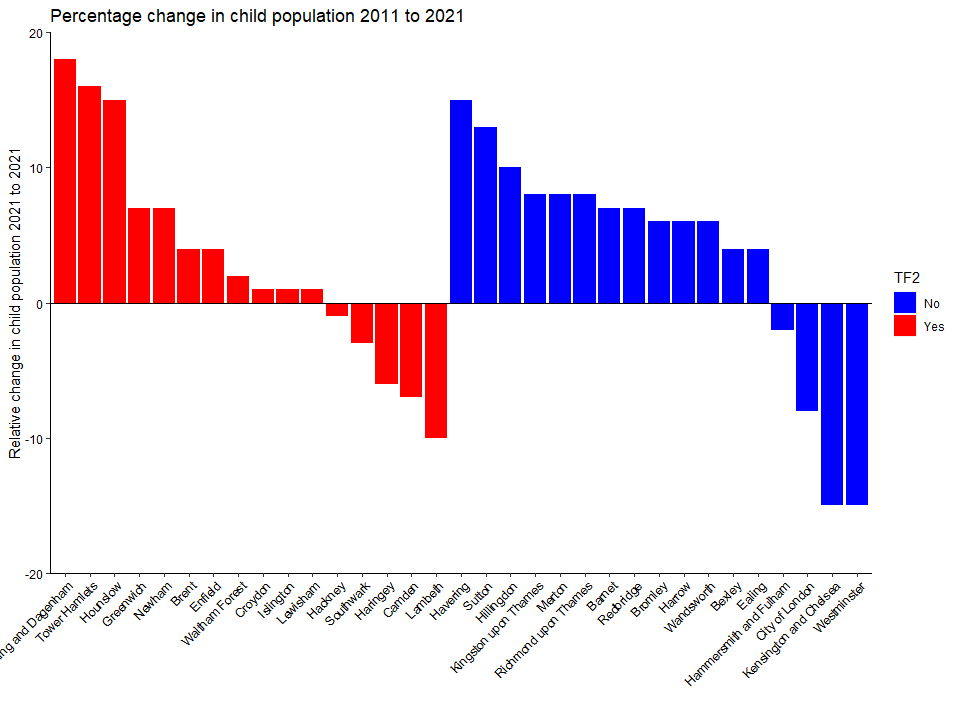 Percentage change in child population 2011 to 2021
Relative change in child population 2021 to 2021
20
10
0
-10
-20
ng and Dagenham
Tower Hamlets
Hounslow
Greenwich
Newham
Brent
Enfield
Waltham Forest
Croydon
Islington
Lewisham
Hackney
Southwark
Haringey
Camden
Lambeth
Havering
Sutton
Hillingdon
Kingston upon Thames
Merton
Richmond upon Thames
Barnet
Redbridge
Bromley
Harrow
Wandsworth
Bexley
Ealing
Hammersmith and Fulham
City of London
Kensington and Chelsea
Westminster
TF2
No
Yes